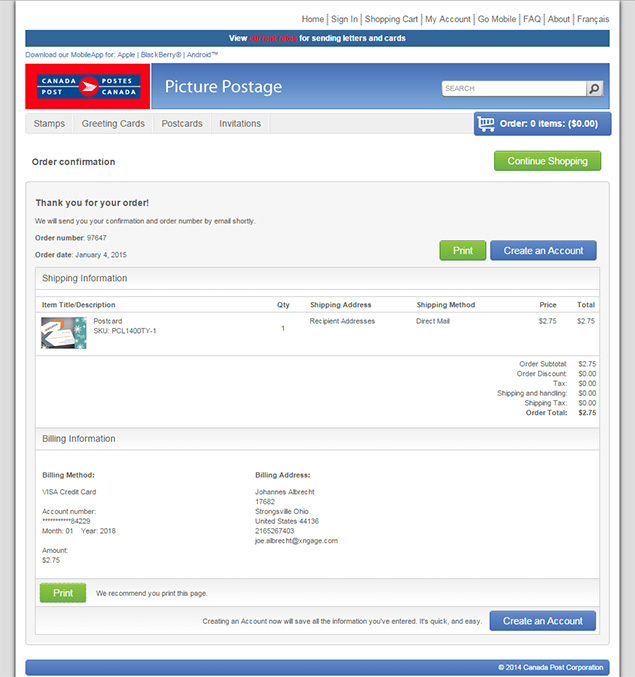 Home | Sign In | Shopping Cart | My Account | Go Mobile | FAQ | About | Français
View current rates for sending letters and cards
Download our MobileApp for: Apple | BlackBerry® | Android™
CANADA POST
POSTES CANADA
Picture Postage
SEARCH
Stamps Greeting Cards Postcards Invitations
Order: 0 items: ($0.00)
Order confirmation
Continue Shopping
Thank you for your order!
We will send you your confirmation and order number by email shortly.
Order number: 97647
Order date: January 4, 2015
Print Create an Account
Shipping Information
Item Title/Description Qty Shipping Address Shipping Method Price Total
Postcard 1 Recipient Addresses Direct Mail $2.75 $2.75
SKU: PCL1400TY-1
Order Subtotal: $2.75
Order Discount: $0.00
Tax: $0.00
Shipping and handling: $0.00
Shipping Tax: $0.00
Order Total: $2.75
Billing Information
Billing Method:
VISA Credit Card
Account number:
***********84229
Month: 01 Year: 2018
Amount:
$2.75
Billing Address:
Johannes Albrecht
17682
Strongsville Ohio
United States 44136
2165267403
joe.albrecht@xngage.com
Print We recommend you print this page.
Creating an Account now will save all the information you've entered. It's quick, and easy. Create an Account
© 2014 Canada Post Corporation